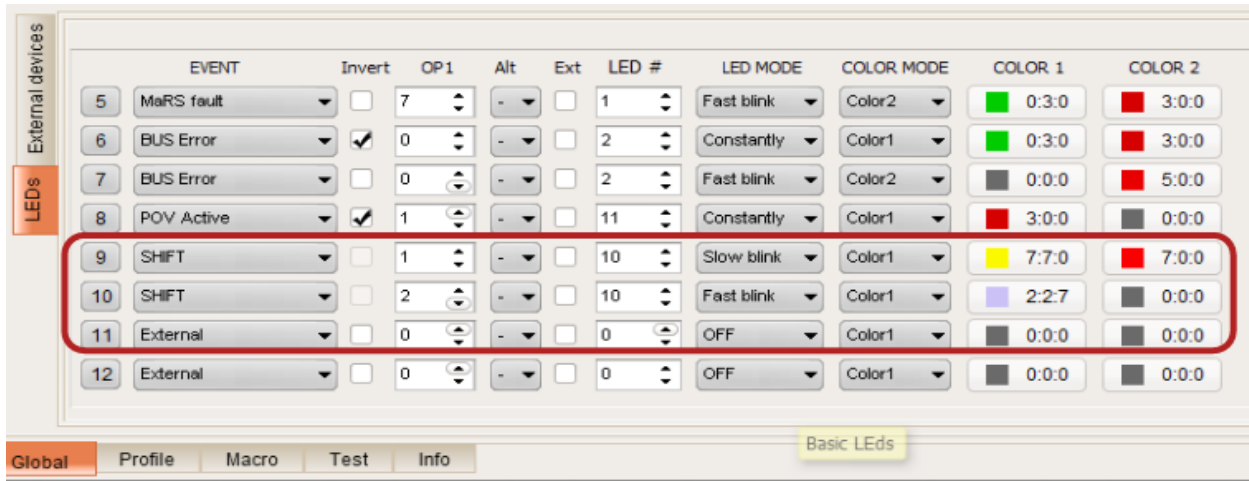 External devices
LEDs
EVENT Invert OP1 Alt Ext LED # LED MODE COLOR MODE COLOR 1 COLOR 2
5 MaRS fault 7 - 1 Fast blink Color2 0:3:0 3:0:0
6 BUS Error 0 - 2 Constantly Color1 0:3:0 3:0:0
7 BUS Error 0 - 2 Fast blink Color2 0:0:0 5:0:0
8 POV Active 1 - 11 Constantly Color1 3:0:0 0:0:0
9 SHIFT 1 - 10 Slow blink Color1 7:7:0 7:0:0
10 SHIFT 2 - 10 Fast blink Color1 2:2:7 0:0:0
11 External 0 - 0 OFF Color1 0:0:0 0:0:0
12 External 0 - 0 OFF Color1 0:0:0 0:0:0
Basic LEds
Global Profile Macro Test Info